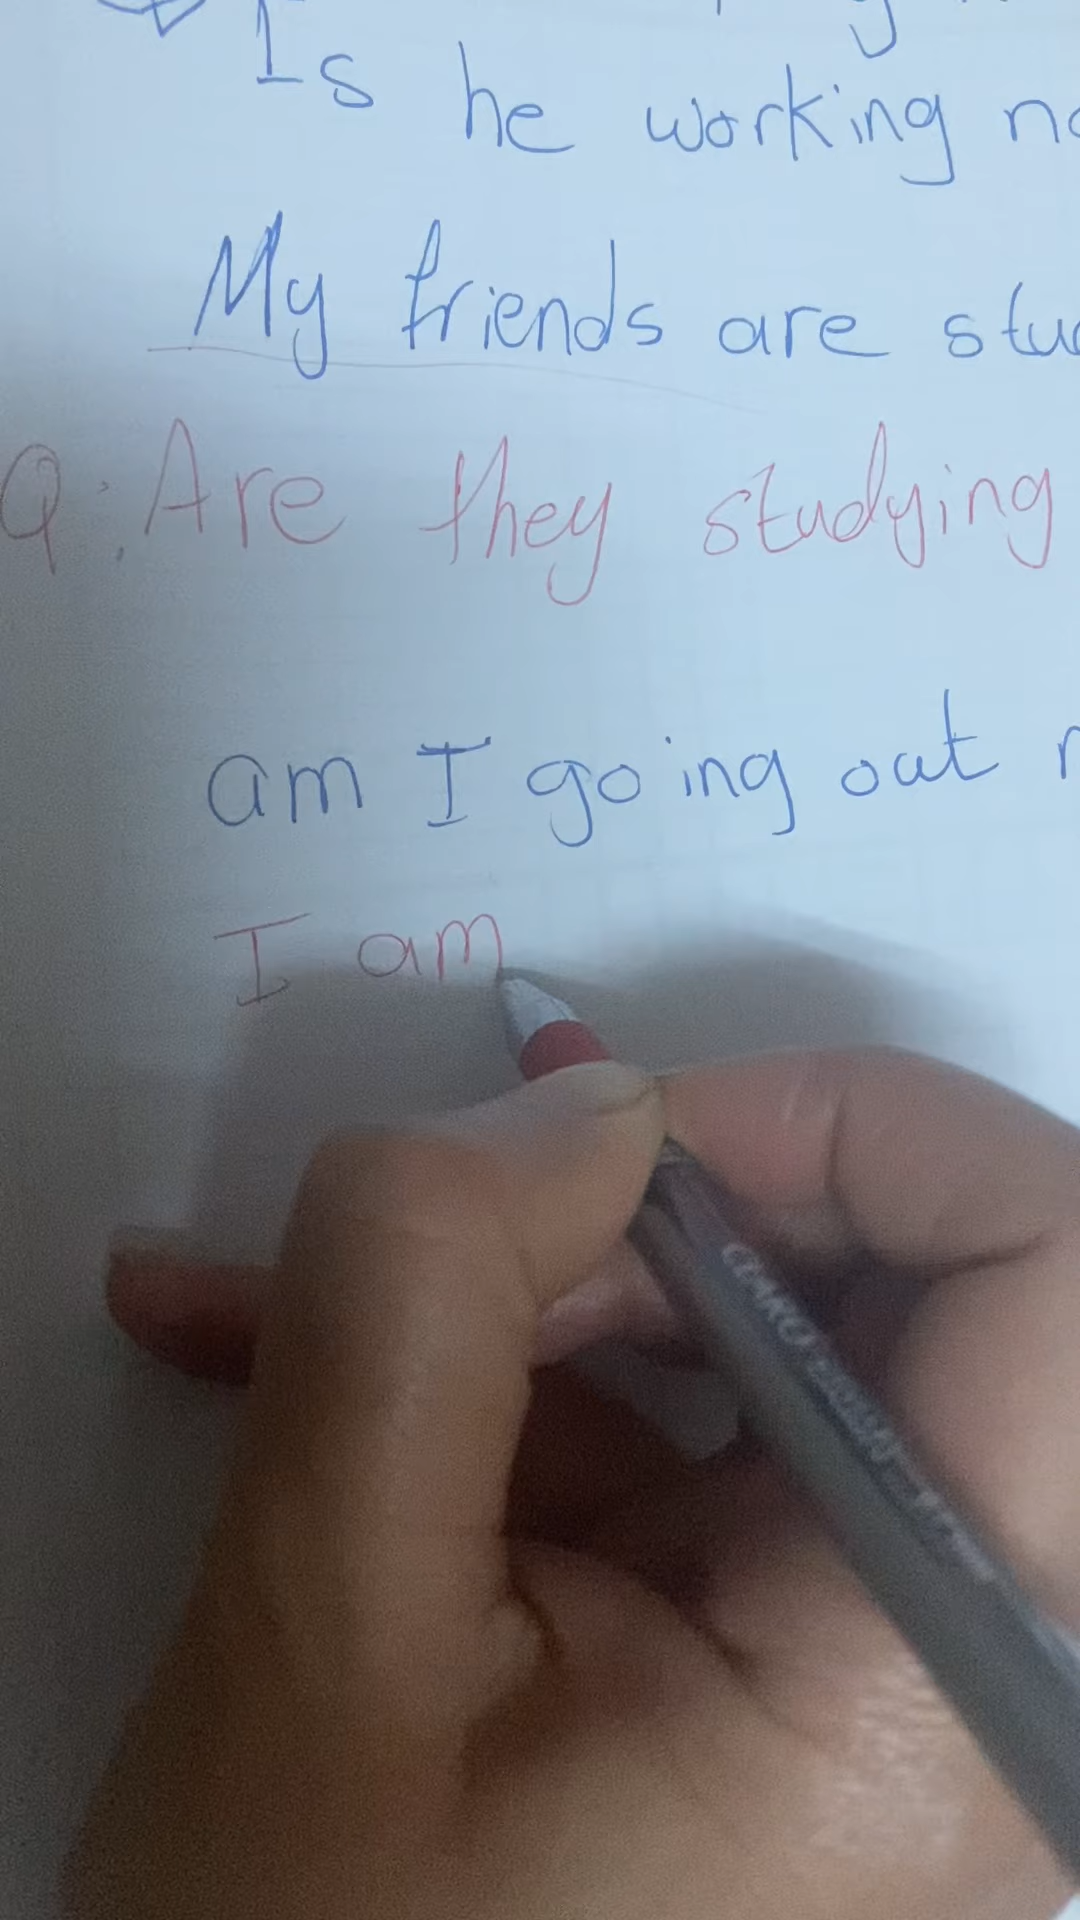 Is he working
My friends are
Q: Are they studying
am I going out
I am